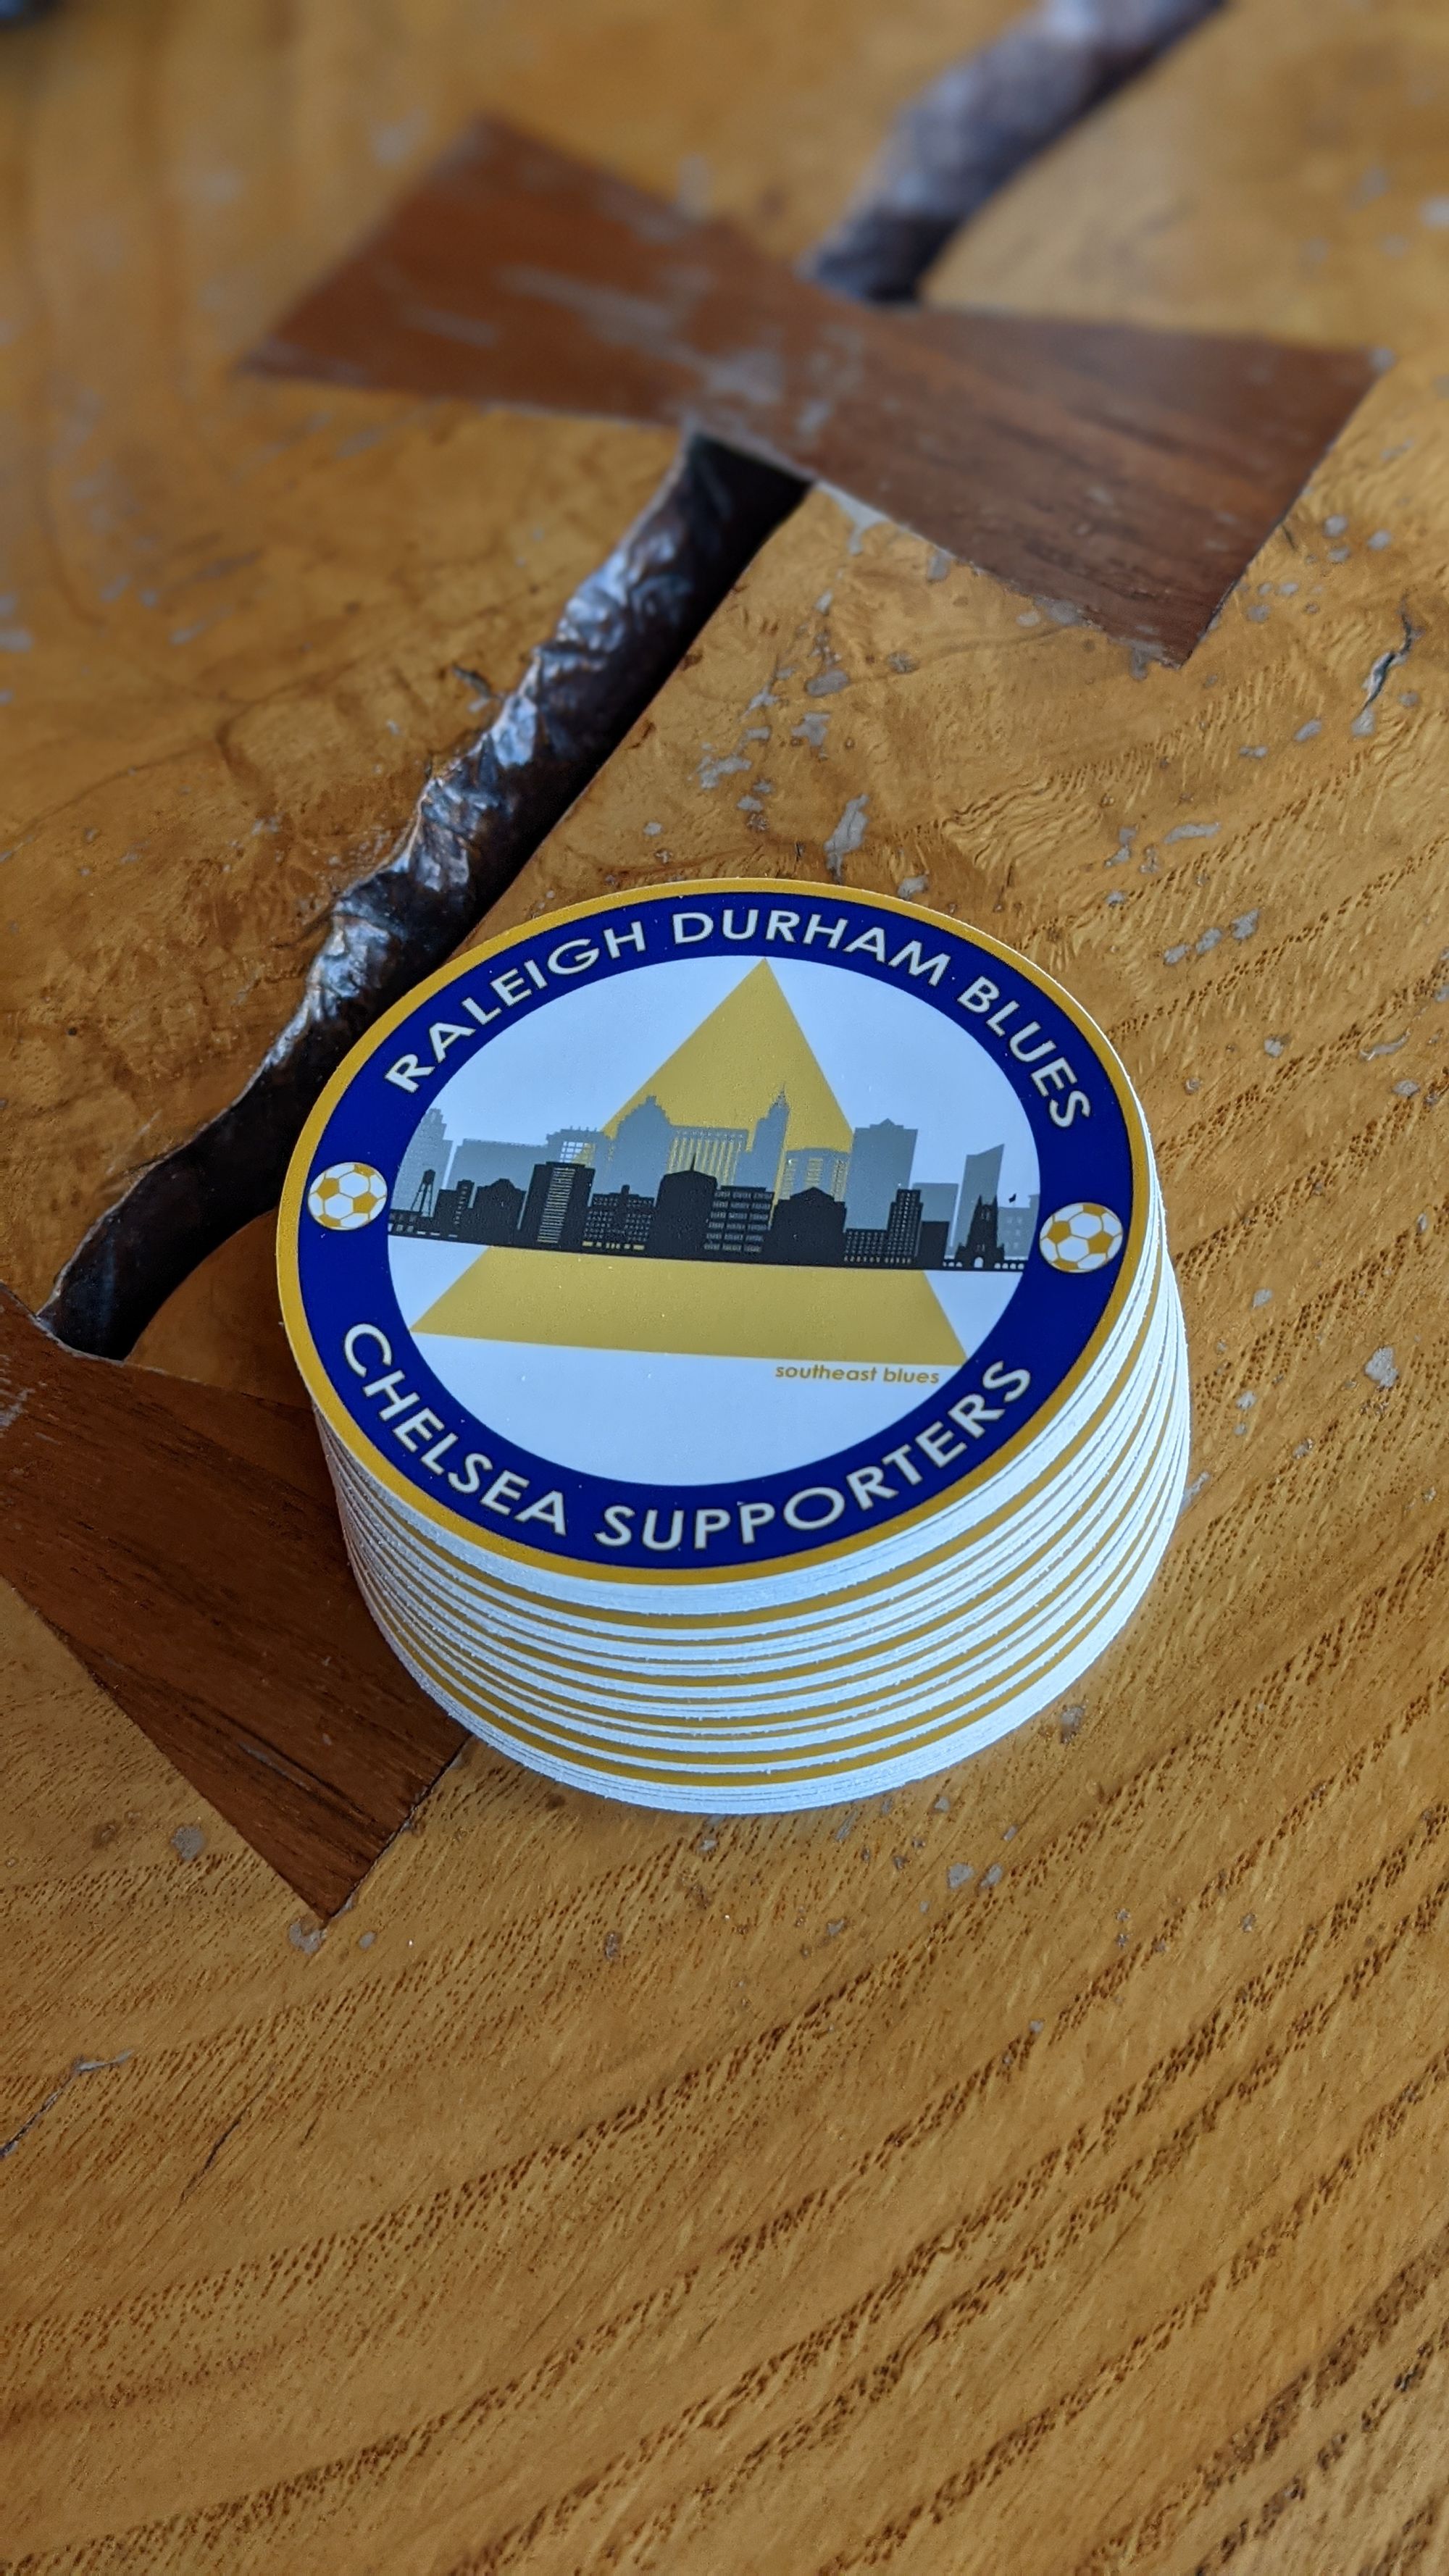 RALEIGH DURHAM BLUES
southeast blues
CHELSEA SUPPORTERS